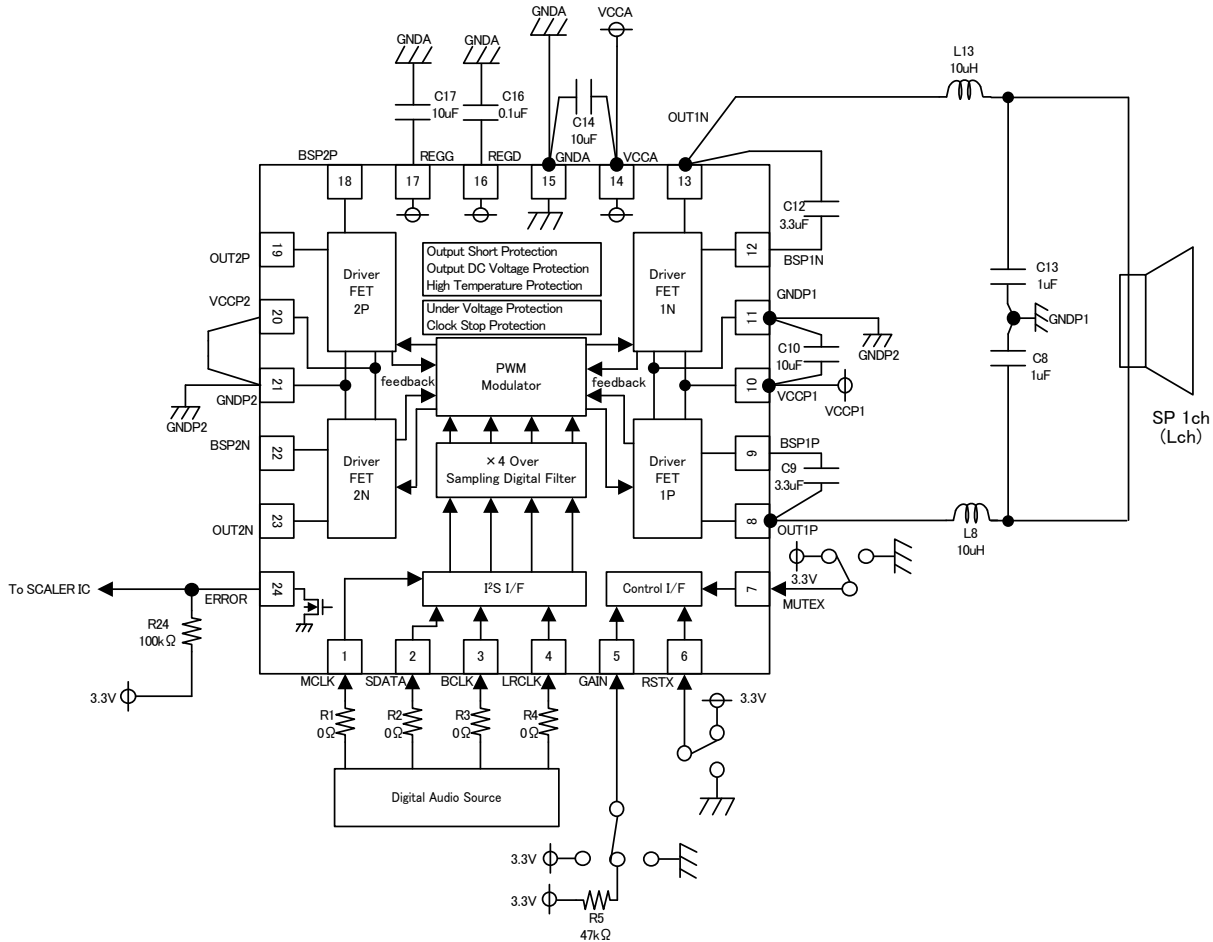 GNDA
VCCA
GNDA
GNDA
L13
10uH
C17
10uF
C16
0.1uF
C14
10uF
OUT1N
BSP2P
REGG
REGD
GNDA
VCCA
18
17
16
15
14
13
C12
3.3uF
19
OUT2P
Driver
FET
2P
Output Short Protection
Output DC Voltage Protection
High Temperature Protection
Under Voltage Protection
Clock Stop Protection
Driver
FET
1N
12
BSP1N
C13
1uF
GNDP1
VCCP2
20
GNDP1
11
GNDP2
C10
10uF
C8
1uF
PWM
Modulator
feedback
feedback
21
GNDP2
GNDP2
10
VCCP1
VCCP1
SP 1ch
(Lch)
BSP2N
22
Driver
FET
2N
×4 Over
Sampling Digital Filter
Driver
FET
1P
9
BSP1P
C9
3.3uF
OUT2N
23
8
OUT1P
L8
10uH
To SCALER IC
ERROR
24
I²S I/F
Control I/F
7
3.3V
MUTEX
R24
100kΩ
3.3V
1
2
3
4
5
6
MCLK
SDATA
BCLK
LRCLK
GAIN
RSTX
3.3V
R1
0Ω
R2
0Ω
R3
0Ω
R4
0Ω
Digital Audio Source
3.3V
3.3V
R5
47kΩ